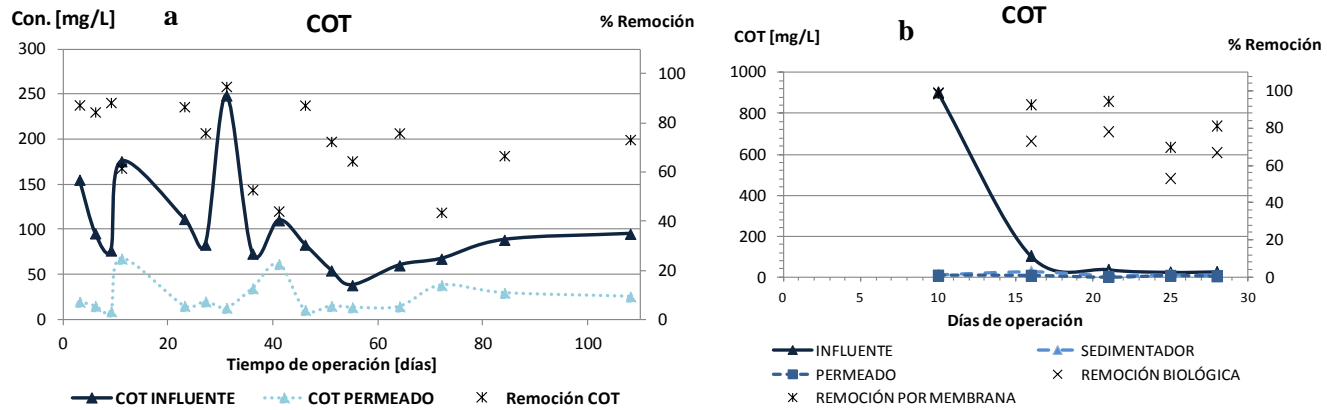 Con. [mg/L]
a
COT
% Remoción
300
250
200
150
100
50
0
100
80
60
40
20
0
0 20 40 60 80 100
Tiempo de operación [días]
COT INFLUENTE COT PERMEADO Remoción COT
COT
b
COT [mg/L]
% Remoción
1000
800
600
400
200
0
100
80
60
40
20
0
0 5 10 15 20 25 30
Días de operación
INFLUENTE SEDIMENTADOR
PERMEADO REMOCIÓN BIOLÓGICA
REMOCIÓN POR MEMBRANA